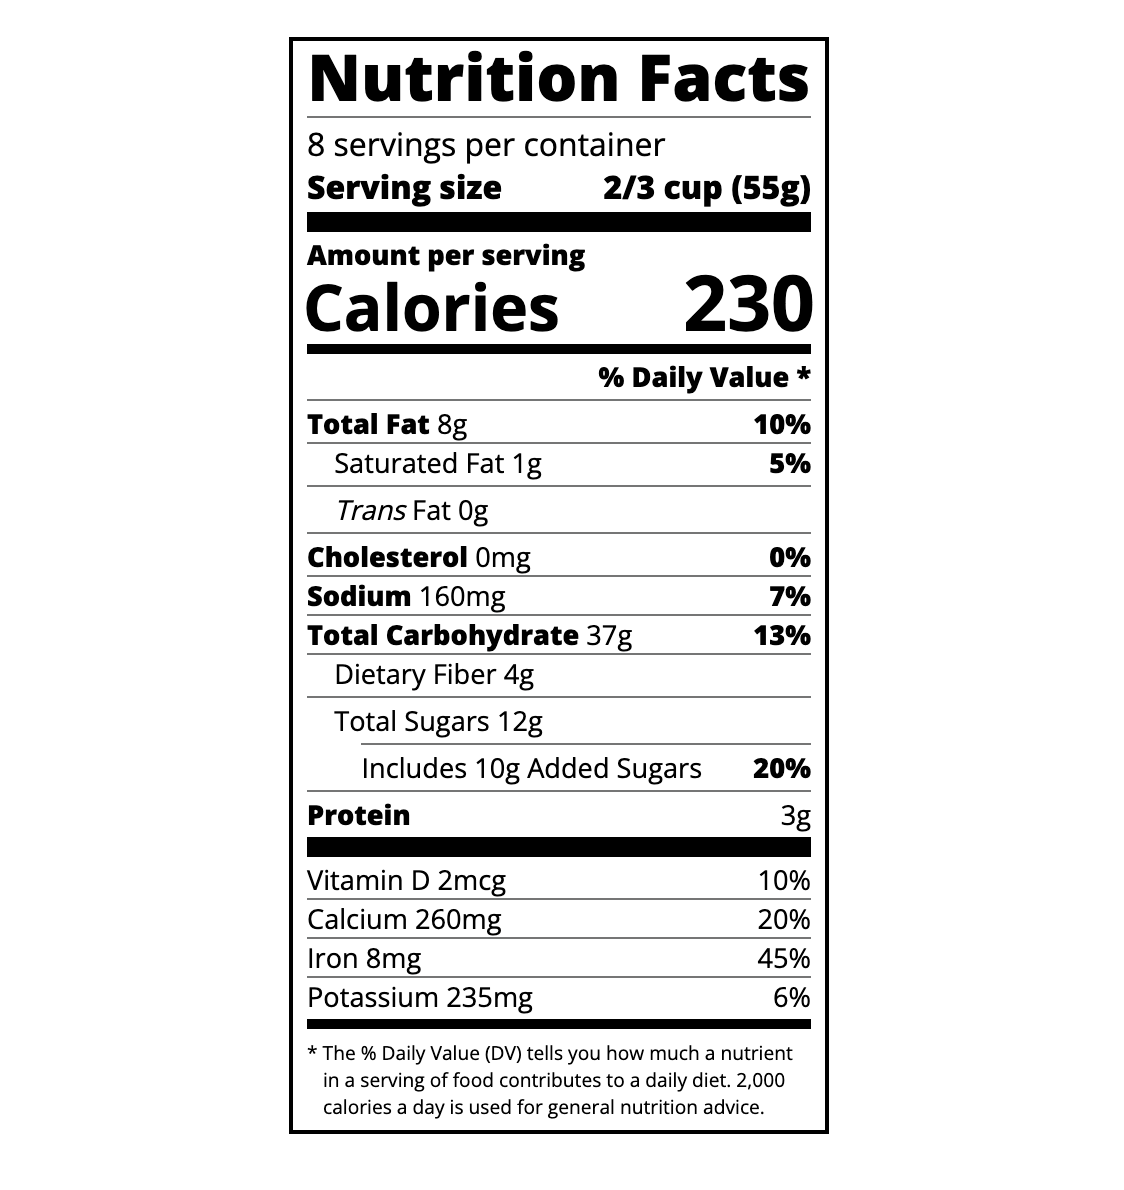 Nutrition Facts
8 servings per container
Serving size 2/3 cup (55g)
Amount per serving
Calories 230
% Daily Value *
Total Fat 8g 10%
Saturated Fat 1g 5%
Trans Fat 0g
Cholesterol 0mg 0%
Sodium 160mg 7%
Total Carbohydrate 37g 13%
Dietary Fiber 4g
Total Sugars 12g
Includes 10g Added Sugars 20%
Protein 3g
Vitamin D 2mcg 10%
Calcium 260mg 20%
Iron 8mg 45%
Potassium 235mg 6%
* The % Daily Value (DV) tells you how much a nutrient
in a serving of food contributes to a daily diet. 2,000
calories a day is used for general nutrition advice.